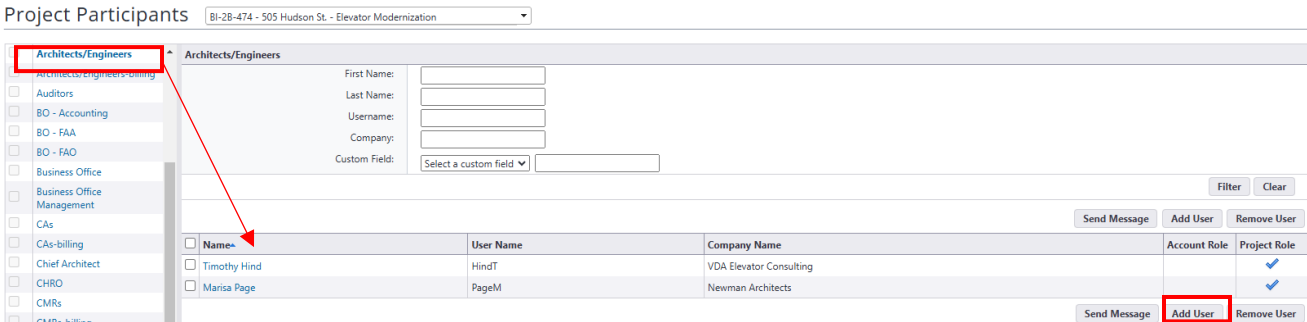 Project Participants BI-2B-474 - 505 Hudson St. - Elevator Modernization
Architects/Engineers
Architects/Engineers-billing
Auditors
BO - Accounting
BO - FAA
BO - FAO
Business Office
Business Office
Management
CAs
CAs-billing
Chief Architect
CHRO
CMRs
CMRs-billing
Architects/Engineers
First Name:
Last Name:
Username:
Company:
Custom Field: Select a custom field
Filter Clear
Send Message Add User Remove User
Name User Name Company Name Account Role Project Role
Timothy Hind HindT VDA Elevator Consulting
Marisa Page PageM Newman Architects
Send Message Add User Remove User